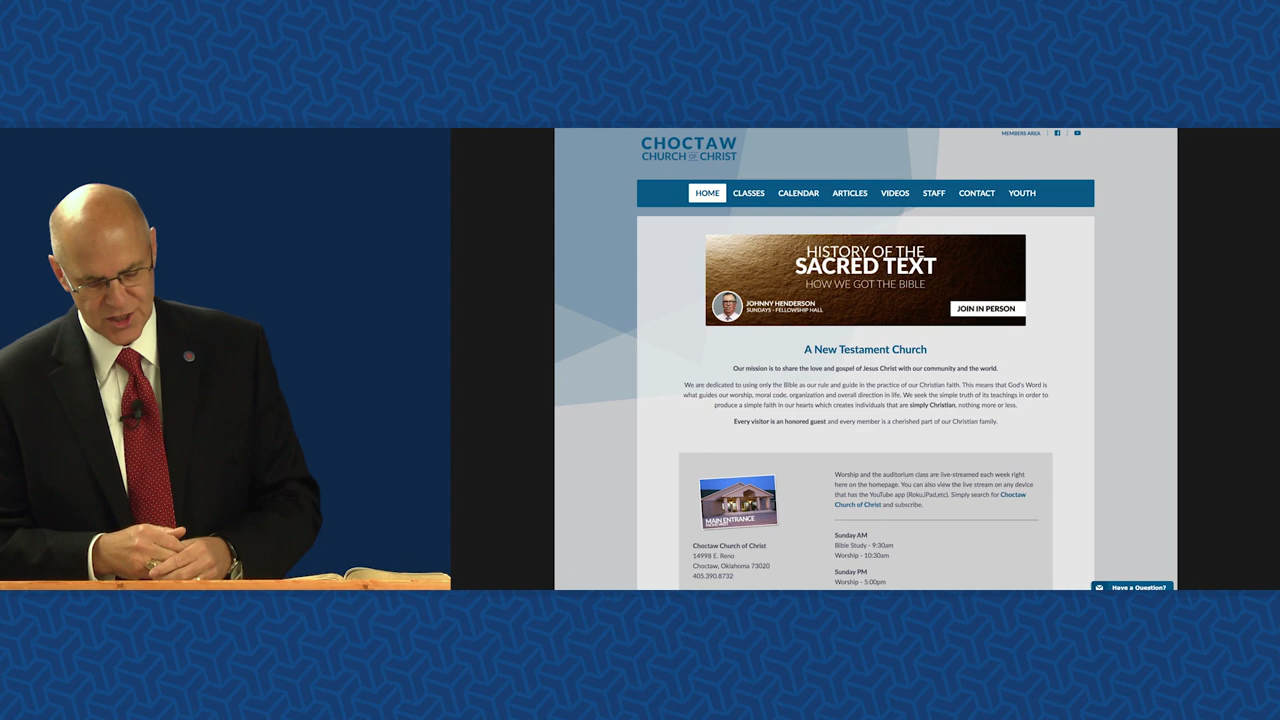 CHOCTAW
CHURCH OF CHRIST
MEMBERS AREA
HOME CLASSES CALENDAR ARTICLES VIDEOS STAFF CONTACT YOUTH
HISTORY OF THE
SACRED TEXT
HOW WE GOT THE BIBLE
JOHNNY HENDERSON
SUNDAYS - FELLOWSHIP HALL
JOIN IN PERSON
A New Testament Church
Our mission is to share the love and gospel of Jesus Christ with our community and the world.
We are dedicated to using only the Bible as our rule and guide in the practice of our Christian faith. This means that God's Word is
what guides our worship, moral code, organization and overall direction in life. We seek the simple truth of its teachings in order to
produce a simple faith in our hearts which creates individuals that are simply Christian, nothing more or less.
Every visitor is an honored guest and every member is a cherished part of our Christian family.
MAIN ENTRANCE
Choctaw Church of Christ
14998 E. Reno
Choctaw, Oklahoma 73020
405.390.8732
Worship and the auditorium class are live-streamed each week right
here on the homepage. You can also view the live stream on any device
that has the YouTube app (Roku,iPad,etc). Simply search for Choctaw
Church of Christ and subscribe.
Sunday AM
Bible Study - 9:30am
Worship - 10:30am
Sunday PM
Worship - 5:00pm
Have a Question?